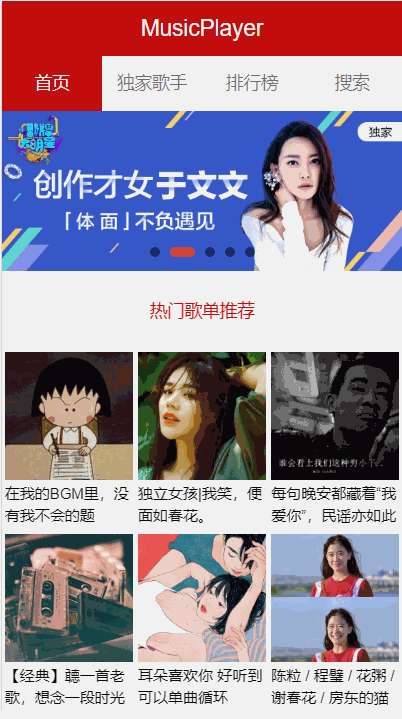 MusicPlayer
首页 独家歌手 排行榜 搜索
独家
创作才女于文文
「体面」不负遇见
热门歌单推荐
谁会看上我们这种穷小子
在我的BGM里，没
有我不会的题
独立女孩|我笑，便
面如春花。
每句晚安都藏着“我
爱你”，民谣亦如此
【经典】聽一首老
歌，想念一段时光
耳朵喜欢你 好听到
可以单曲循环
陈粒 / 程璧 / 花粥 /
谢春花 / 房东的猫